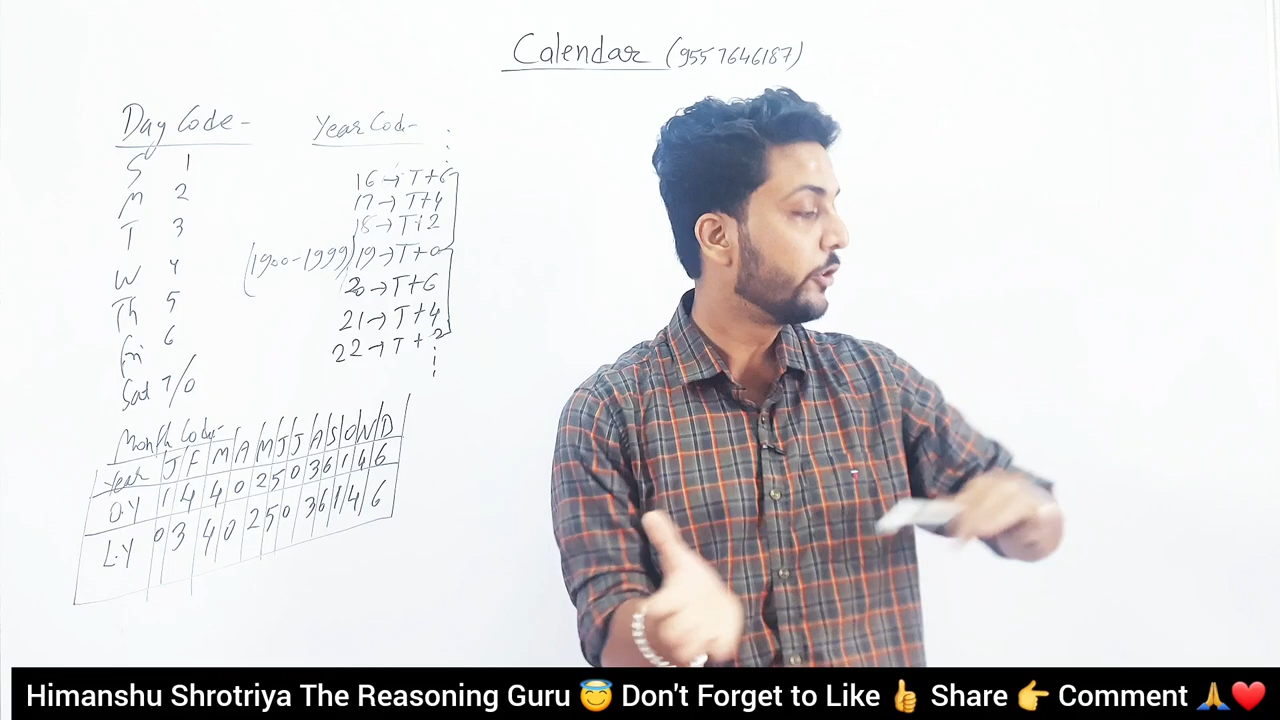 Calendar (9557646187)
Day Code -
S 1
M 2
T 3
W 4
Th 5
Fri 6
Sat 7/0
Year Code -
16 → T+6
17 → T+4
18 → T+2
(1900-1999) 19 → T+0
20 → T+6
21 → T+4
22 → T+2
Month Code -
Year J F M A M J J A S O N D
O.Y 1 4 4 0 2 5 0 3 6 1 4 6
L.Y 0 3 4 0 2 5 0 3 6 1 4 6
Himanshu Shrotriya The Reasoning Guru 😇 Don't Forget to Like 👍 Share 👉 Comment 🙏❤️